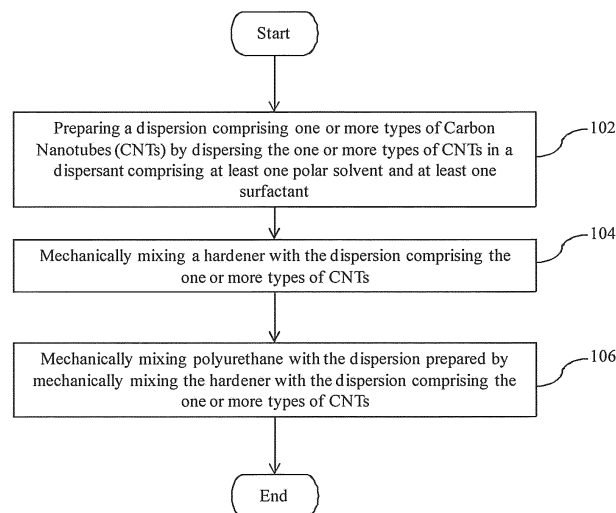 Start
Preparing a dispersion comprising one or more types of Carbon
Nanotubes (CNTs) by dispersing the one or more types of CNTs in a
dispersant comprising at least one polar solvent and at least one
surfactant
102
Mechanically mixing a hardener with the dispersion comprising the
one or more types of CNTs
104
Mechanically mixing polyurethane with the dispersion prepared by
mechanically mixing the hardener with the dispersion comprising the
one or more types of CNTs
106
End